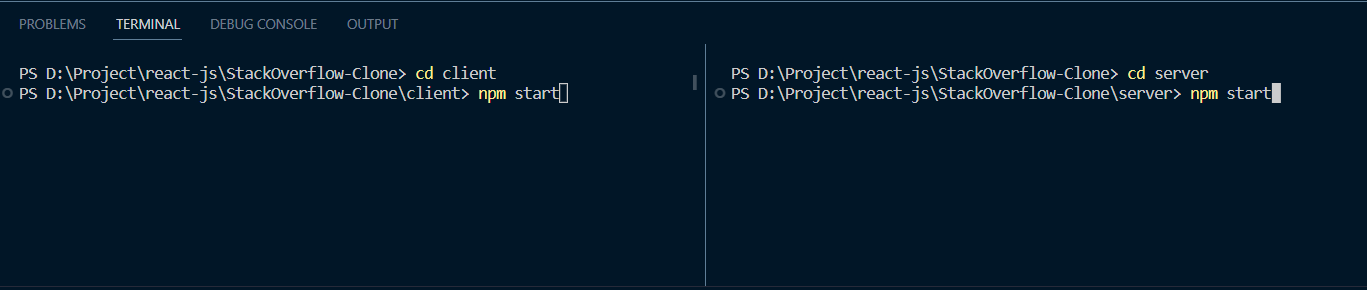 PROBLEMS TERMINAL DEBUG CONSOLE OUTPUT
PS D:\Project\react-js\StackOverflow-Clone> cd client
PS D:\Project\react-js\StackOverflow-Clone\client> npm start
PS D:\Project\react-js\StackOverflow-Clone> cd server
PS D:\Project\react-js\StackOverflow-Clone\server> npm start